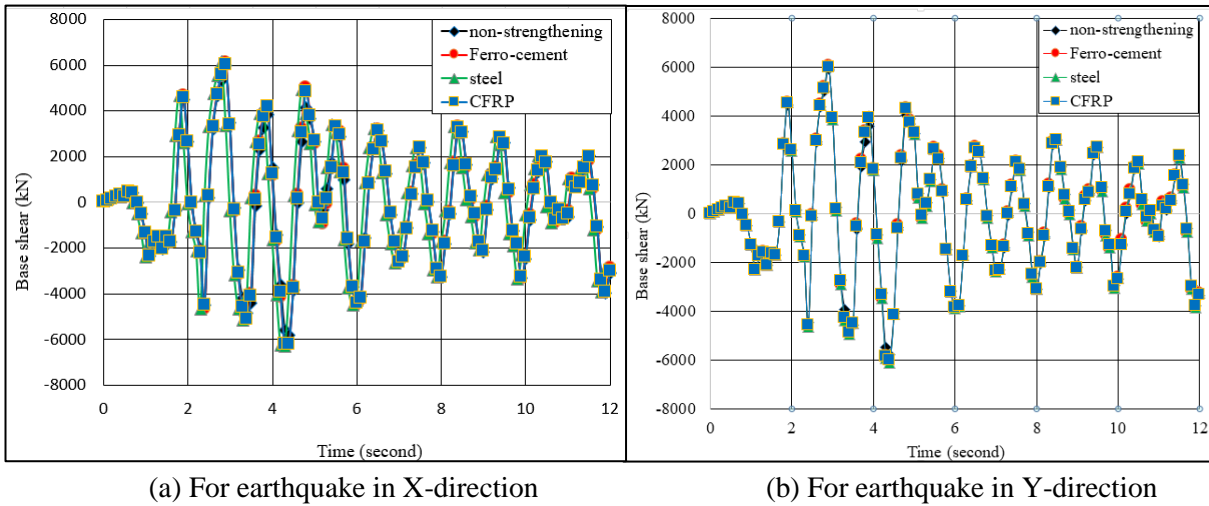 8000
6000
4000
2000
0
-2000
-4000
-6000
-8000
Base shear (kN)
non-strengthening
Ferro-cement
steel
CFRP
0 2 4 6 8 10 12
Time (second)
(a) For earthquake in X-direction
8000
6000
4000
2000
0
-2000
-4000
-6000
-8000
Base shear (kN)
non-strengthening
Ferro-cement
steel
CFRP
0 2 4 6 8 10 12
Time (second)
(b) For earthquake in Y-direction